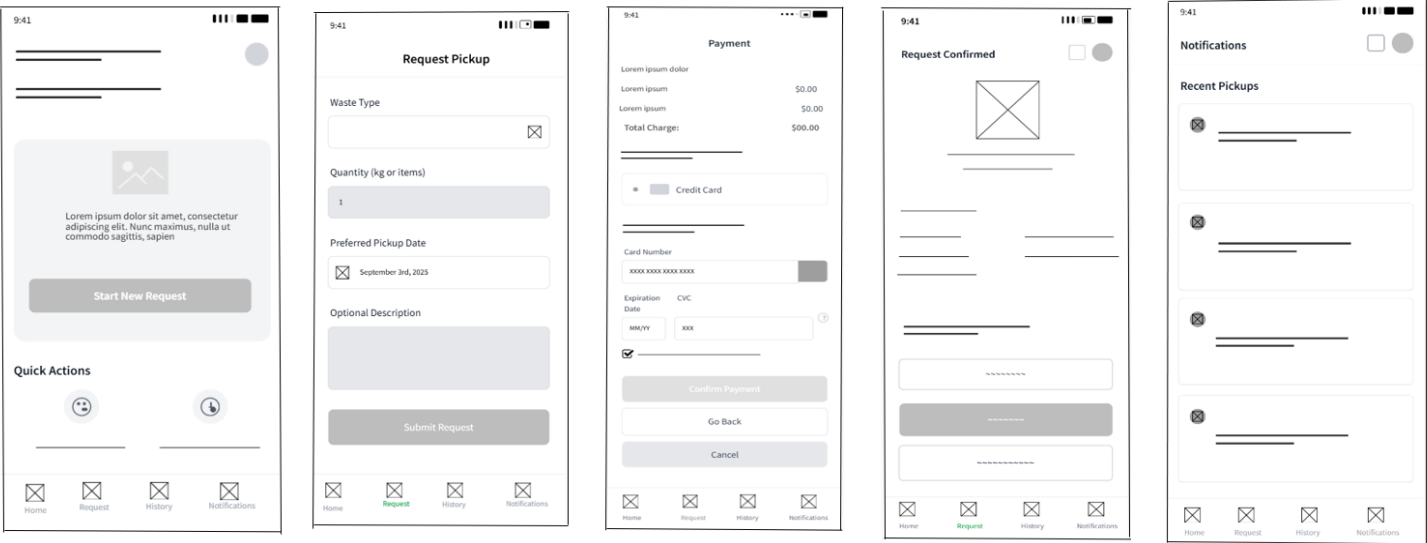 9:41
Lorem ipsum dolor sit amet, consectetur
adipiscing elit. Nunc maximus, nulla ut
commodo sagittis, sapien
Start New Request
Quick Actions
Home Request History Notifications
9:41
Request Pickup
Waste Type
Quantity (kg or items)
1
Preferred Pickup Date
September 3rd, 2025
Optional Description
Submit Request
Home Request History Notifications
9:41
Payment
Lorem ipsum dolor
Lorem ipsum $0.00
Lorem ipsum $0.00
Total Charge: $00.00
Credit Card
Card Number
XXXX XXXX XXXX XXXX
Expiration CVC
Date
MM/YY XXX
?
Confirm Payment
Go Back
Cancel
Home Request History Notifications
9:41
Request Confirmed
~~~~~~~~
~~~~~~~
~~~~~~~~~~~
Home Request History Notifications
9:41
Notifications
Recent Pickups
Home Request History Notifications